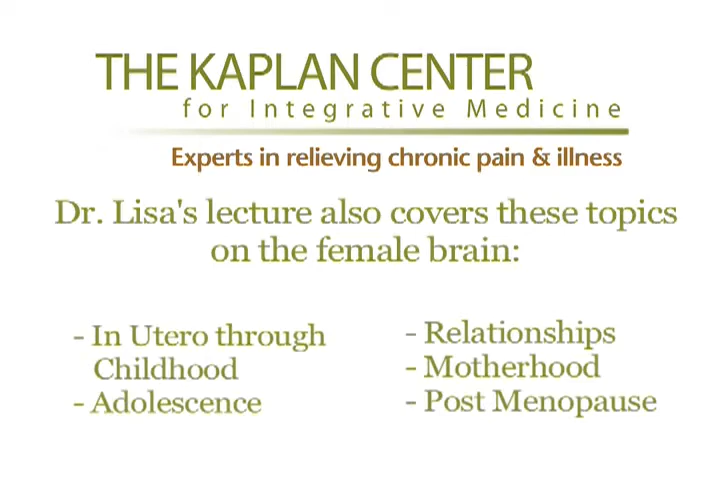 THE KAPLAN CENTER
for Integrative Medicine
Experts in relieving chronic pain & illness
Dr. Lisa's lecture also covers these topics
on the female brain:
- In Utero through
Childhood
- Adolescence
- Relationships
- Motherhood
- Post Menopause